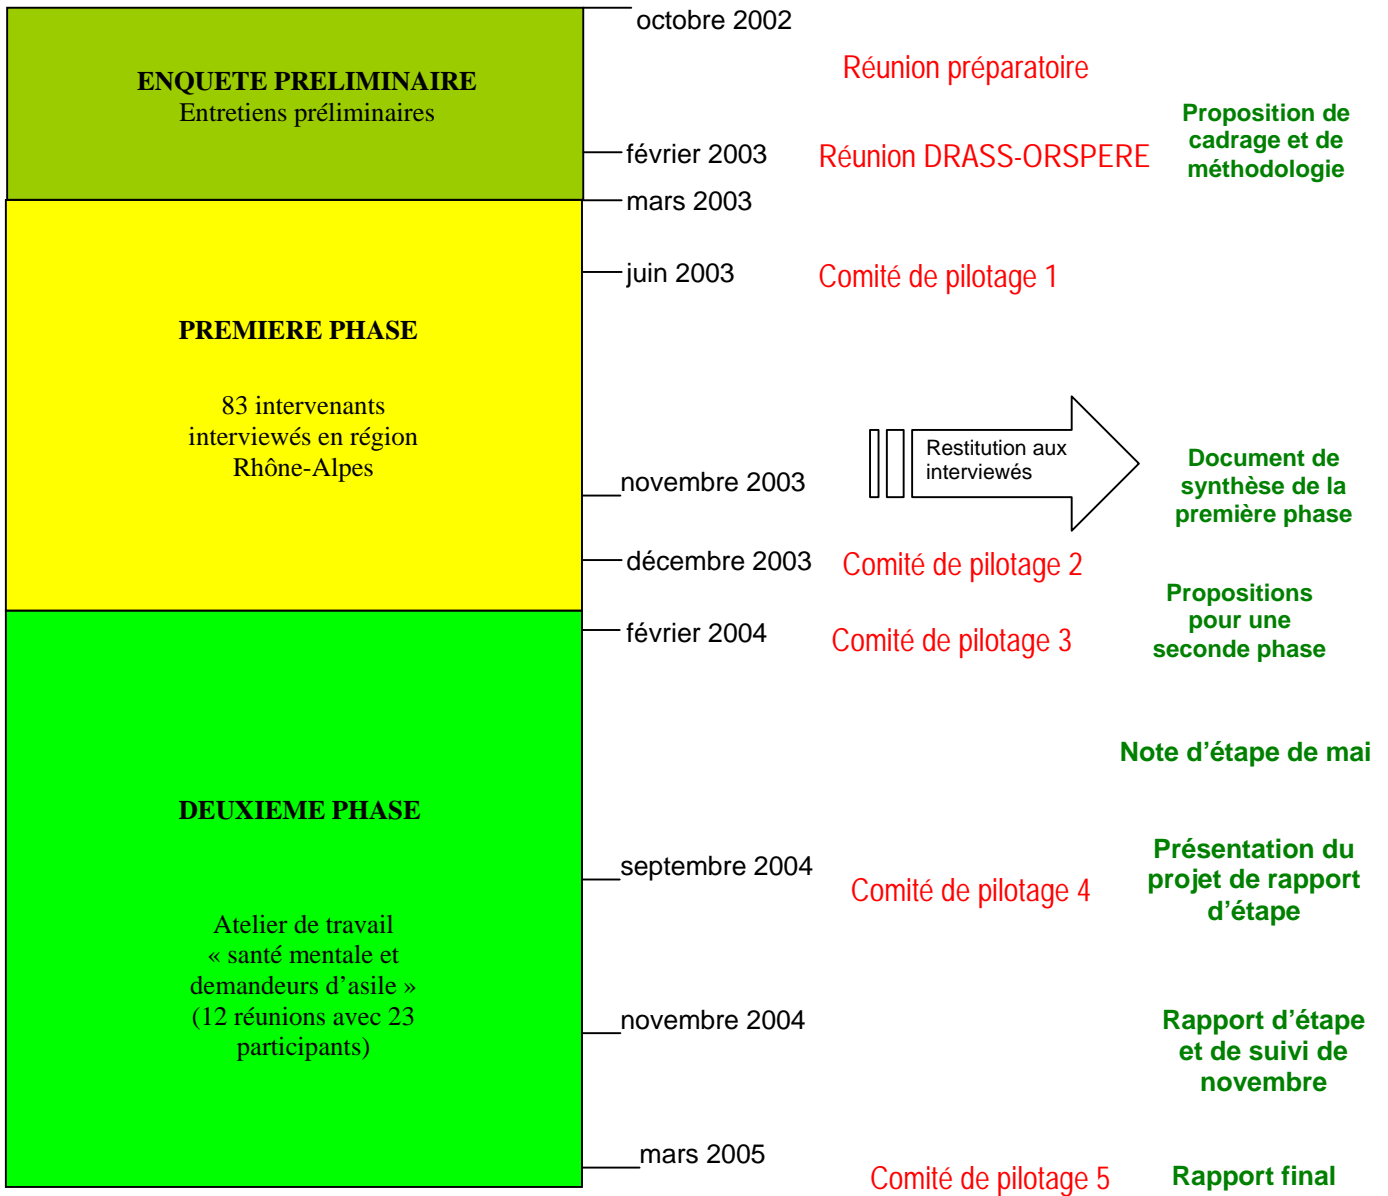 octobre 2002
ENQUETE PRELIMINAIRE
Entretiens préliminaires
Réunion préparatoire
février 2003
Réunion DRASS-ORSPERE
Proposition de
cadrage et de
méthodologie
mars 2003
juin 2003
Comité de pilotage 1
PREMIERE PHASE
83 intervenants
interviewés en région
Rhône-Alpes
novembre 2003
Restitution aux
interviewés
Document de
synthèse de la
première phase
décembre 2003
Comité de pilotage 2
février 2004
Comité de pilotage 3
Propositions
pour une
seconde phase
Note d’étape de mai
DEUXIEME PHASE
Atelier de travail
« santé mentale et
demandeurs d’asile »
(12 réunions avec 23
participants)
septembre 2004
Comité de pilotage 4
Présentation du
projet de rapport
d’étape
novembre 2004
Rapport d’étape
et de suivi de
novembre
mars 2005
Comité de pilotage 5
Rapport final